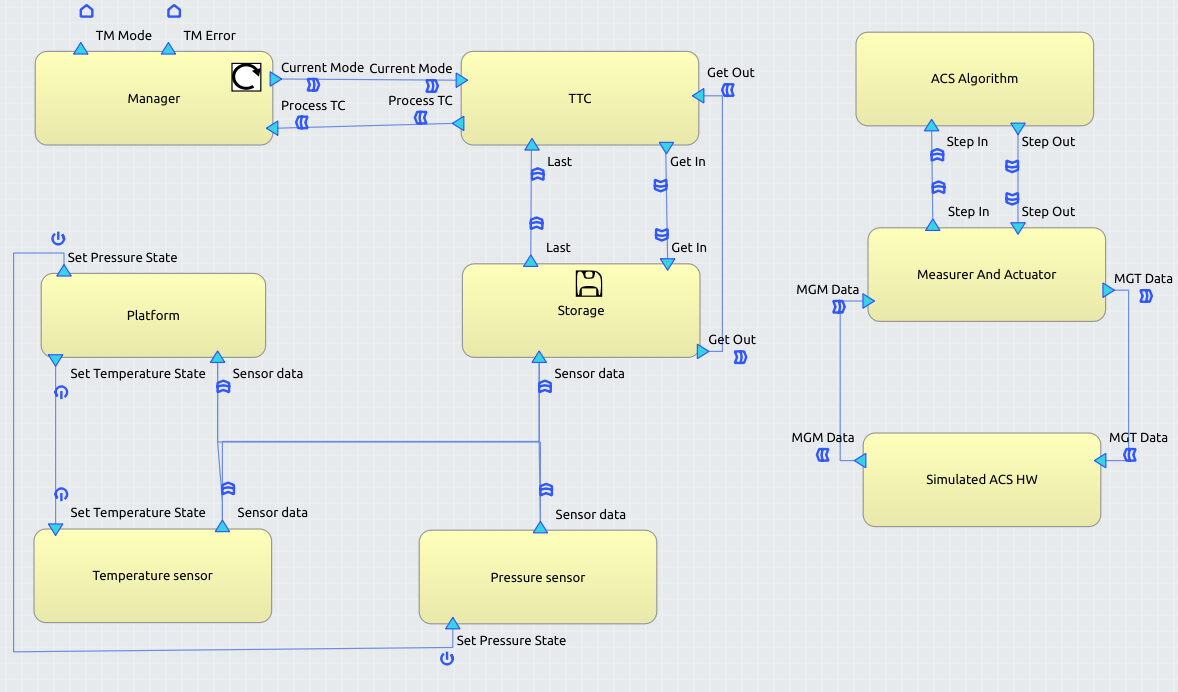 TM Mode
TM Error
Manager
Current Mode
Current Mode
Process TC
Process TC
TTC
Get Out
Last
Get In
Last
Get In
Storage
Get Out
Sensor data
Set Pressure State
Platform
Set Temperature State
Sensor data
Set Temperature State
Sensor data
Temperature sensor
Sensor data
Pressure sensor
Set Pressure State
ACS Algorithm
Step In
Step Out
Step In
Step Out
Measurer And Actuator
MGM Data
MGT Data
MGM Data
MGT Data
Simulated ACS HW